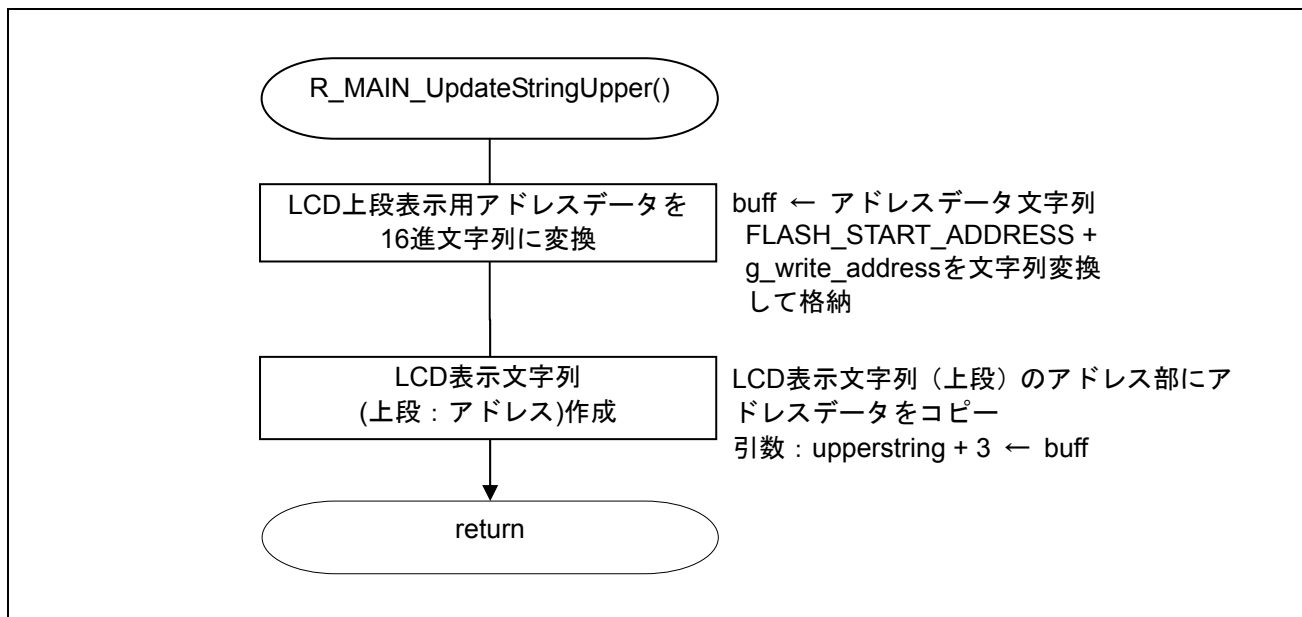 R_MAIN_UpdateStringUpper()
LCD上段表示用アドレスデータを
16進文字列に変換
buff ← アドレスデータ文字列
FLASH_START_ADDRESS +
g_write_addressを文字列変換
して格納
LCD表示文字列
(上段：アドレス)作成
LCD表示文字列（上段）のアドレス部にア
ドレスデータをコピー
引数：upperstring + 3 ← buff
return